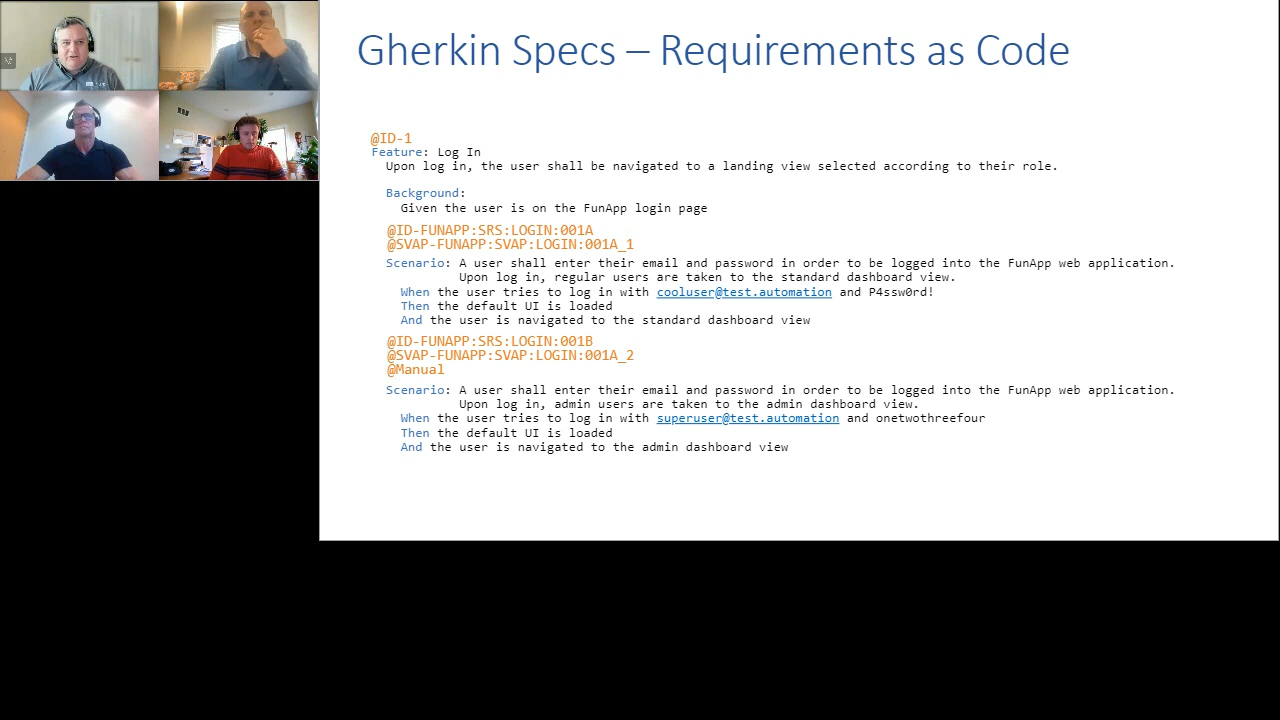 Gherkin Specs – Requirements as Code
@ID-1
Feature: Log In
Upon log in, the user shall be navigated to a landing view selected according to their role.
Background:
Given the user is on the FunApp login page
@ID-FUNAPP:SRS:LOGIN:001A
@SVAP-FUNAPP:SVAP:LOGIN:001A_1
Scenario: A user shall enter their email and password in order to be logged into the FunApp web application.
Upon log in, regular users are taken to the standard dashboard view.
When the user tries to log in with cooluser@test.automation and P4ssw0rd!
Then the default UI is loaded
And the user is navigated to the standard dashboard view
@ID-FUNAPP:SRS:LOGIN:001B
@SVAP-FUNAPP:SVAP:LOGIN:001A_2
@Manual
Scenario: A user shall enter their email and password in order to be logged into the FunApp web application.
Upon log in, admin users are taken to the admin dashboard view.
When the user tries to log in with superuser@test.automation and onetwothreefour
Then the default UI is loaded
And the user is navigated to the admin dashboard view